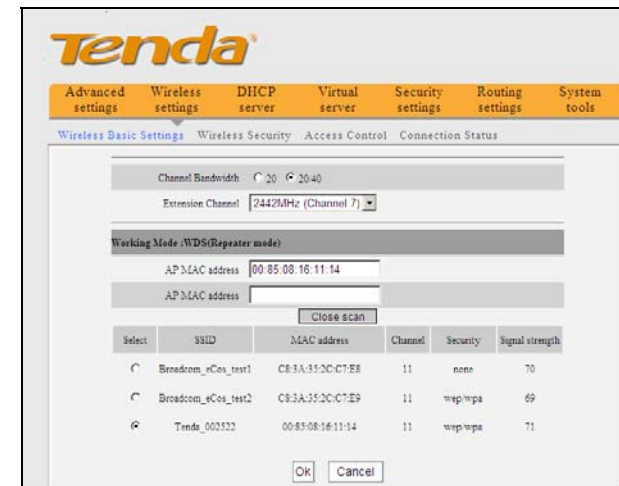 Tenda
Advanced settings Wireless settings DHCP server Virtual server Security settings Routing settings System tools
Wireless Basic Settings Wireless Security Access Control Connection Status
Channel Bandwidth 20 20:40
Extension Channel 2442MHz (Channel 7)
Working Mode :WDS(Repeater mode)
AP MAC address 00:85:08:16:11:14
AP MAC address
Close scan
Select SSID MAC address Channel Security Signal strength
Broadcom_eCos_test1 C8:3A:35:2C:C7:E8 11 none 70
Broadcom_eCos_test2 C8:3A:35:2C:C7:E9 11 wep/wpa 69
Tenda_002522 00:85:08:16:11:14 11 wep/wpa 71
Ok Cancel